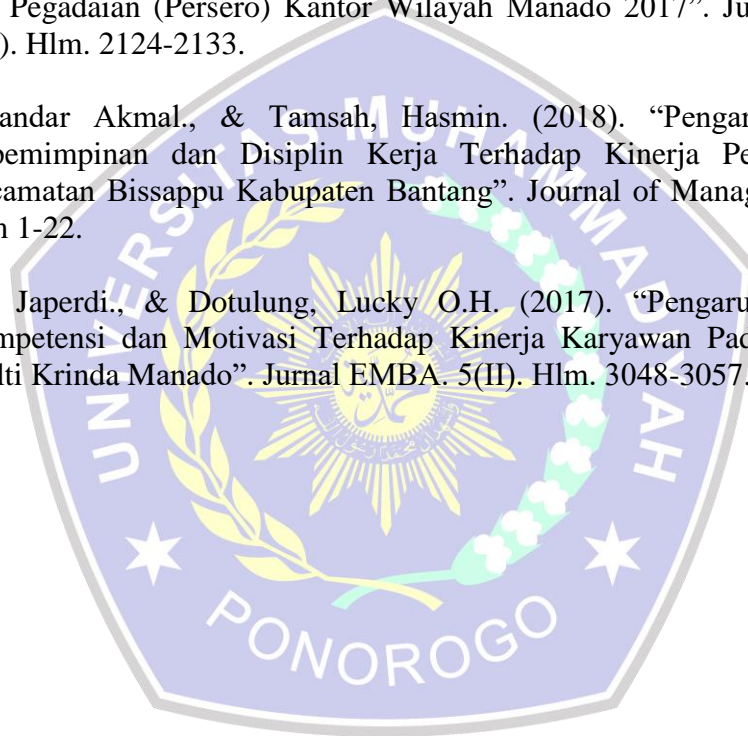 Pegadaian (Persero) Kantor Wilayah Manado 2017”. Ju
). Hlm. 2124-2133.
andar Akmal., & Tamsah, Hasmin. (2018). “Pengar
pemimpinan dan Disiplin Kerja Terhadap Kinerja Pe
camatan Bissappu Kabupaten Bantang”. Journal of Manag
n 1-22.
Japerdi., & Dotulung, Lucky O.H. (2017). “Pengaru
mpetensi dan Motivasi Terhadap Kinerja Karyawan Pad
lti Krinda Manado”. Jurnal EMBA. 5(II). Hlm. 3048-3057.
UNIVERSITAS MUHAMMADIYAH
PONOROGO